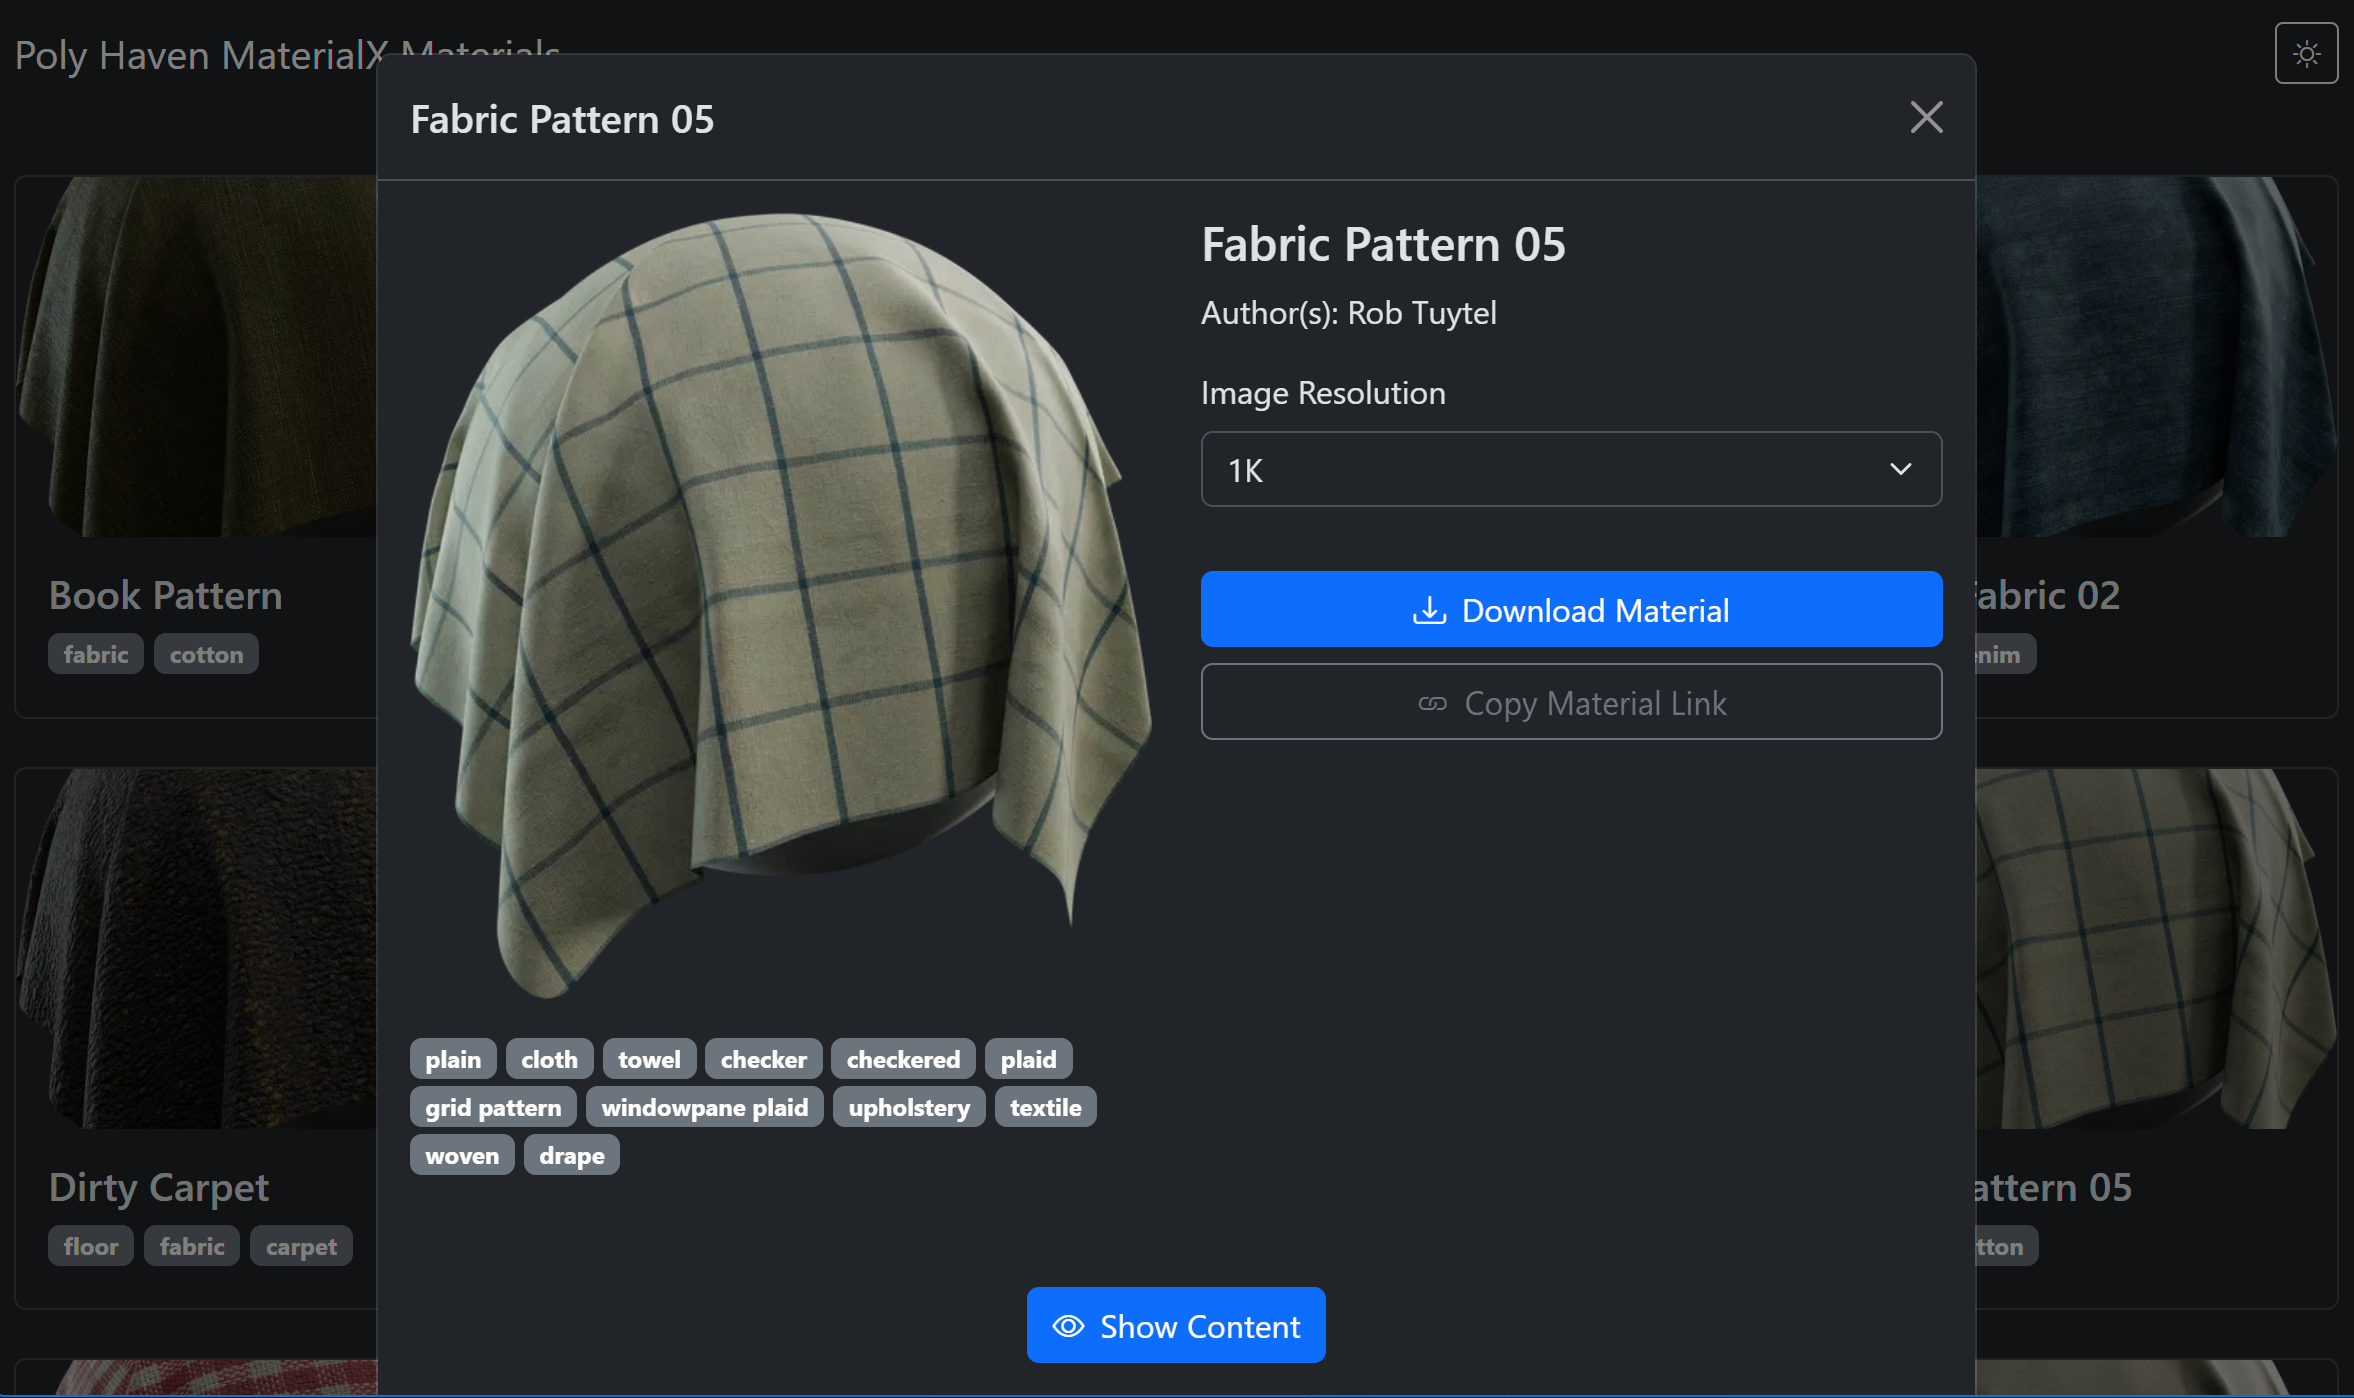 Poly Haven MaterialX Materials
Fabric Pattern 05
Fabric Pattern 05
Author(s): Rob Tuytel
Image Resolution
1K
Download Material
Copy Material Link
plain cloth towel checker checkered plaid
grid pattern windowpane plaid upholstery textile
woven drape
Show Content
Book Pattern
fabric cotton
abric 02
nim
Dirty Carpet
floor fabric carpet
attern 05
tton